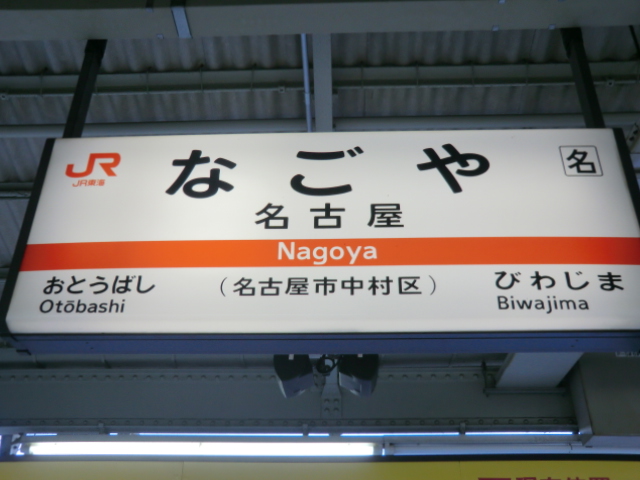 JR
JR東海
なごや
名
名古屋
Nagoya
おとうばし
Otōbashi
(名古屋市中村区)
びわじま
Biwajima